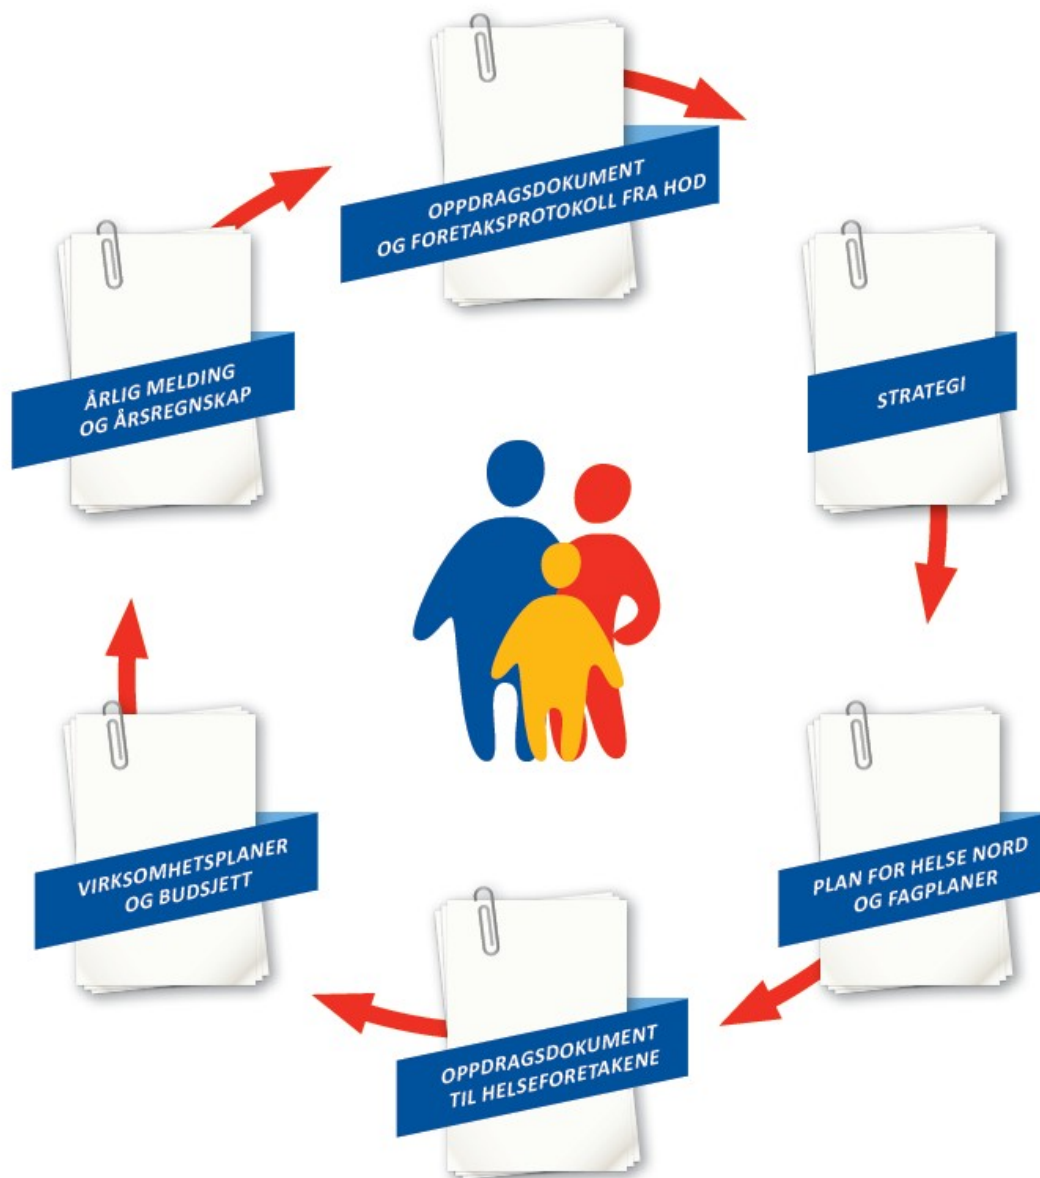 OPPDRAGSDOKUMENT
OG FORETAKSPROTOKOLL FRA HOD
STRATEGI
PLAN FOR HELSE NORD
OG FAGPLANER
OPPDRAGSDOKUMENT
TIL HELSEFORETAKENE
VIRKSOMHETSPLANER
OG BUDSJETT
ÅRLIG MELDING
OG ÅRSREGNSKAP